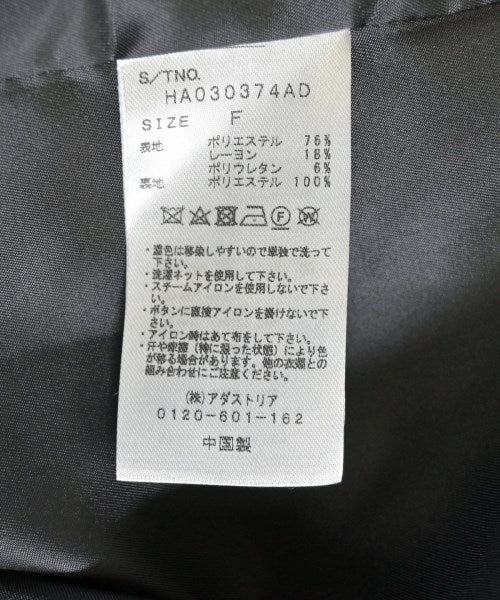 S/TNO.
HA030374AD
SIZE F
表地 ポリエステル 76%
レーヨン 18%
ポリウレタン 6%
裏地 ポリエステル 100%
F W
・濃色は移染しやすいので単独で洗って
下さい。
・洗濯ネットを使用して下さい。
・スチームアイロンを使用しないで下さ
い。
・ボタンに直接アイロンを掛けないで下
さい。
・アイロン時はあて布をして下さい。
・汗や雨露(特に湿った状態)により色
が移る場合があります。他の衣類との
組み合わせにご注意ください。
(株)アダストリア
0120-601-162
中国製